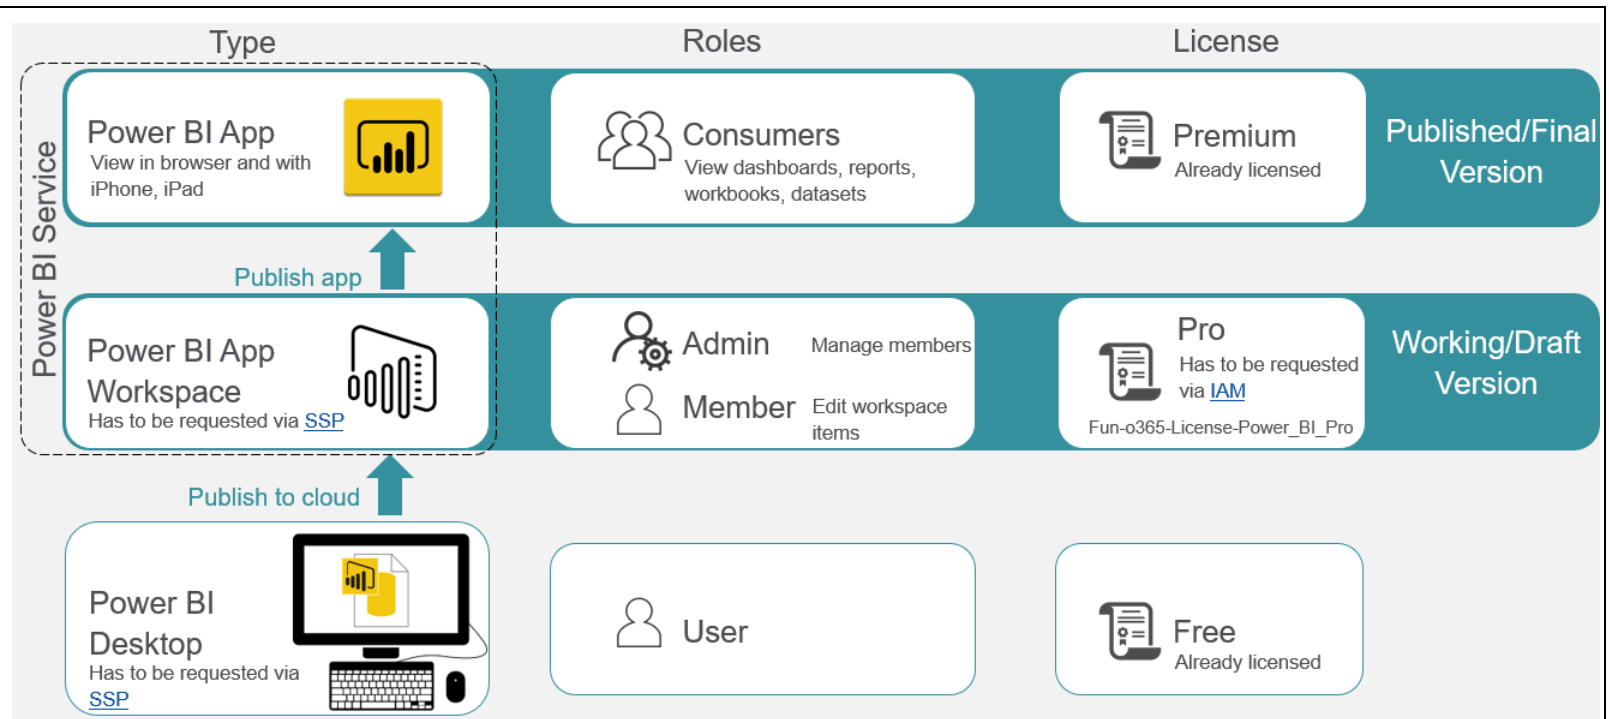 Type
Roles
License
Power BI Service
Power BI App
View in browser and with
iPhone, iPad
Consumers
View dashboards, reports,
workbooks, datasets
Premium
Already licensed
Published/Final
Version
Publish app
Power BI App
Workspace
Has to be requested via SSP
Admin
Manage members
Member
Edit workspace
items
Pro
Has to be requested
via IAM
Fun-o365-License-Power_BI_Pro
Working/Draft
Version
Publish to cloud
Power BI
Desktop
Has to be requested via
SSP
User
Free
Already licensed